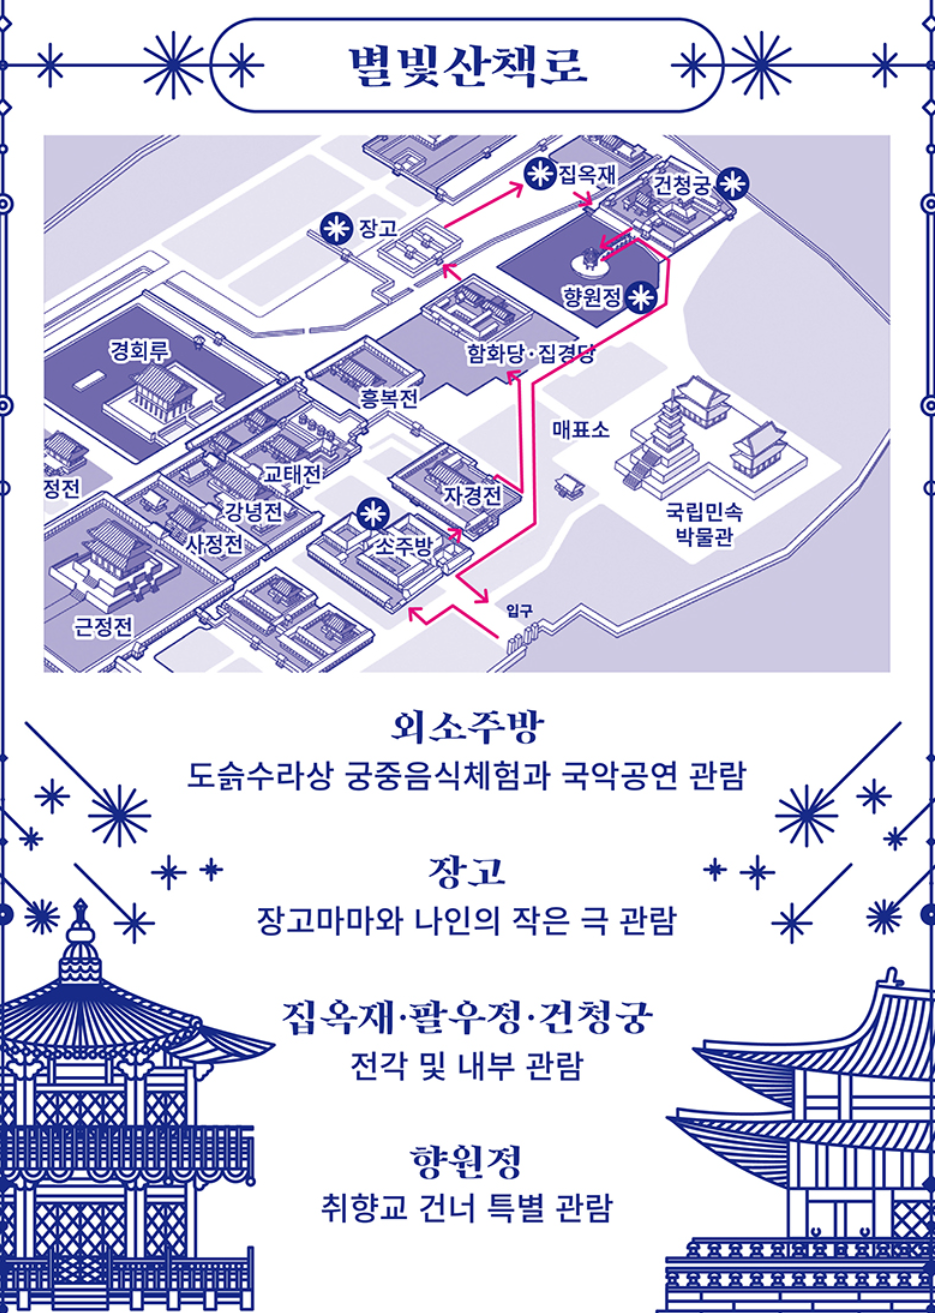 별빛산책로
집옥재
건청궁
장고
향원정
경회루
함화당·집경당
흥복전
매표소
교태전
자경전
정전
강녕전
국립민속
박물관
사정전
소주방
근정전
입구
외소주방
도슭수라상 궁중음식체험과 국악공연 관람
장고
장고마마와 나인의 작은 극 관람
집옥재·팔우정·건청궁
전각 및 내부 관람
향원정
취향교 건너 특별 관람